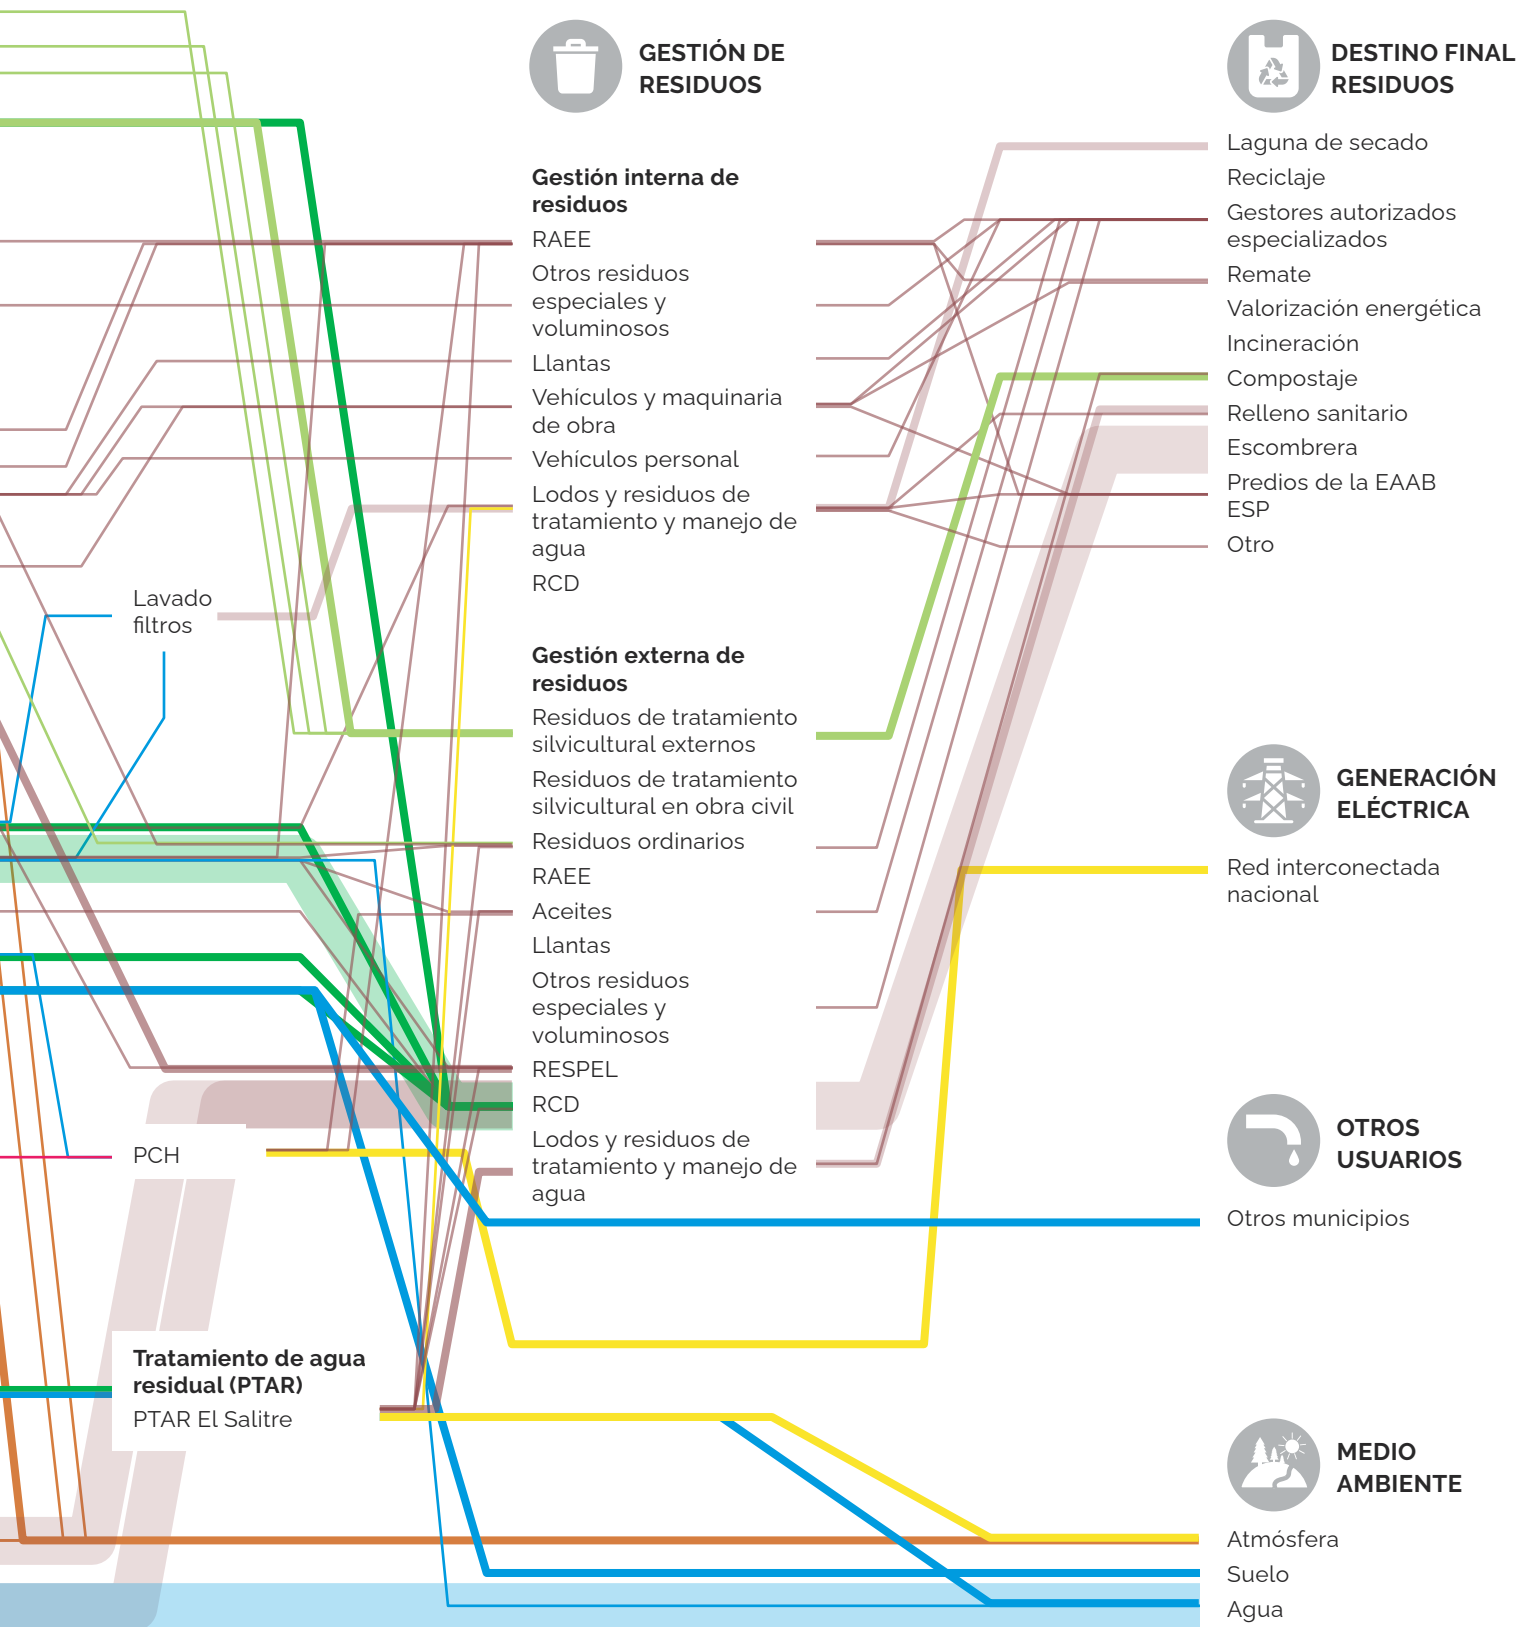 GESTIÓN DE
RESIDUOS
Gestión interna de
residuos
RAEE
Otros residuos
especiales y
voluminosos
Llantas
Vehículos y maquinaria
de obra
Vehículos personal
Lodos y residuos de
tratamiento y manejo de
agua
RCD
Gestión externa de
residuos
Residuos de tratamiento
silvicultural externos
Residuos de tratamiento
silvicultural en obra civil
Residuos ordinarios
RAEE
Aceites
Llantas
Otros residuos
especiales y
voluminosos
RESPEL
RCD
Lodos y residuos de
tratamiento y manejo de
agua
Lavado
filtros
PCH
Tratamiento de agua
residual (PTAR)
PTAR El Salitre
DESTINO FINAL
RESIDUOS
Laguna de secado
Reciclaje
Gestores autorizados
especializados
Remate
Valorización energética
Incineración
Compostaje
Relleno sanitario
Escombrera
Predios de la EAAB
ESP
Otro
GENERACIÓN
ELÉCTRICA
Red interconectada
nacional
OTROS
USUARIOS
Otros municipios
MEDIO
AMBIENTE
Atmósfera
Suelo
Agua